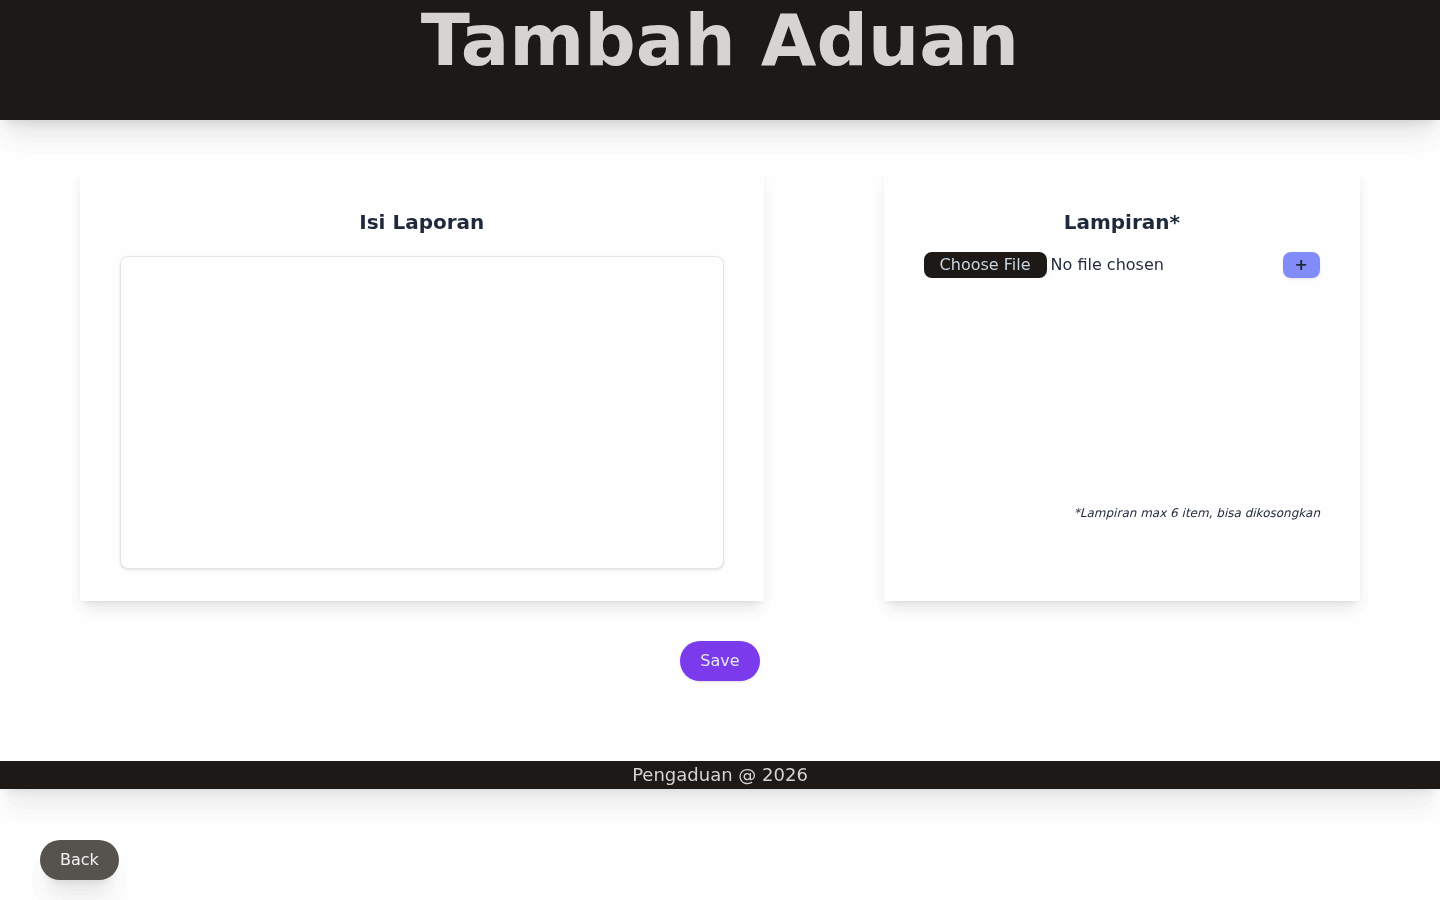 Tambah Aduan
Isi Laporan
Lampiran*
Choose File No file chosen +
*Lampiran max 6 item, bisa dikosongkan
Save
Pengaduan @ 2026
Back